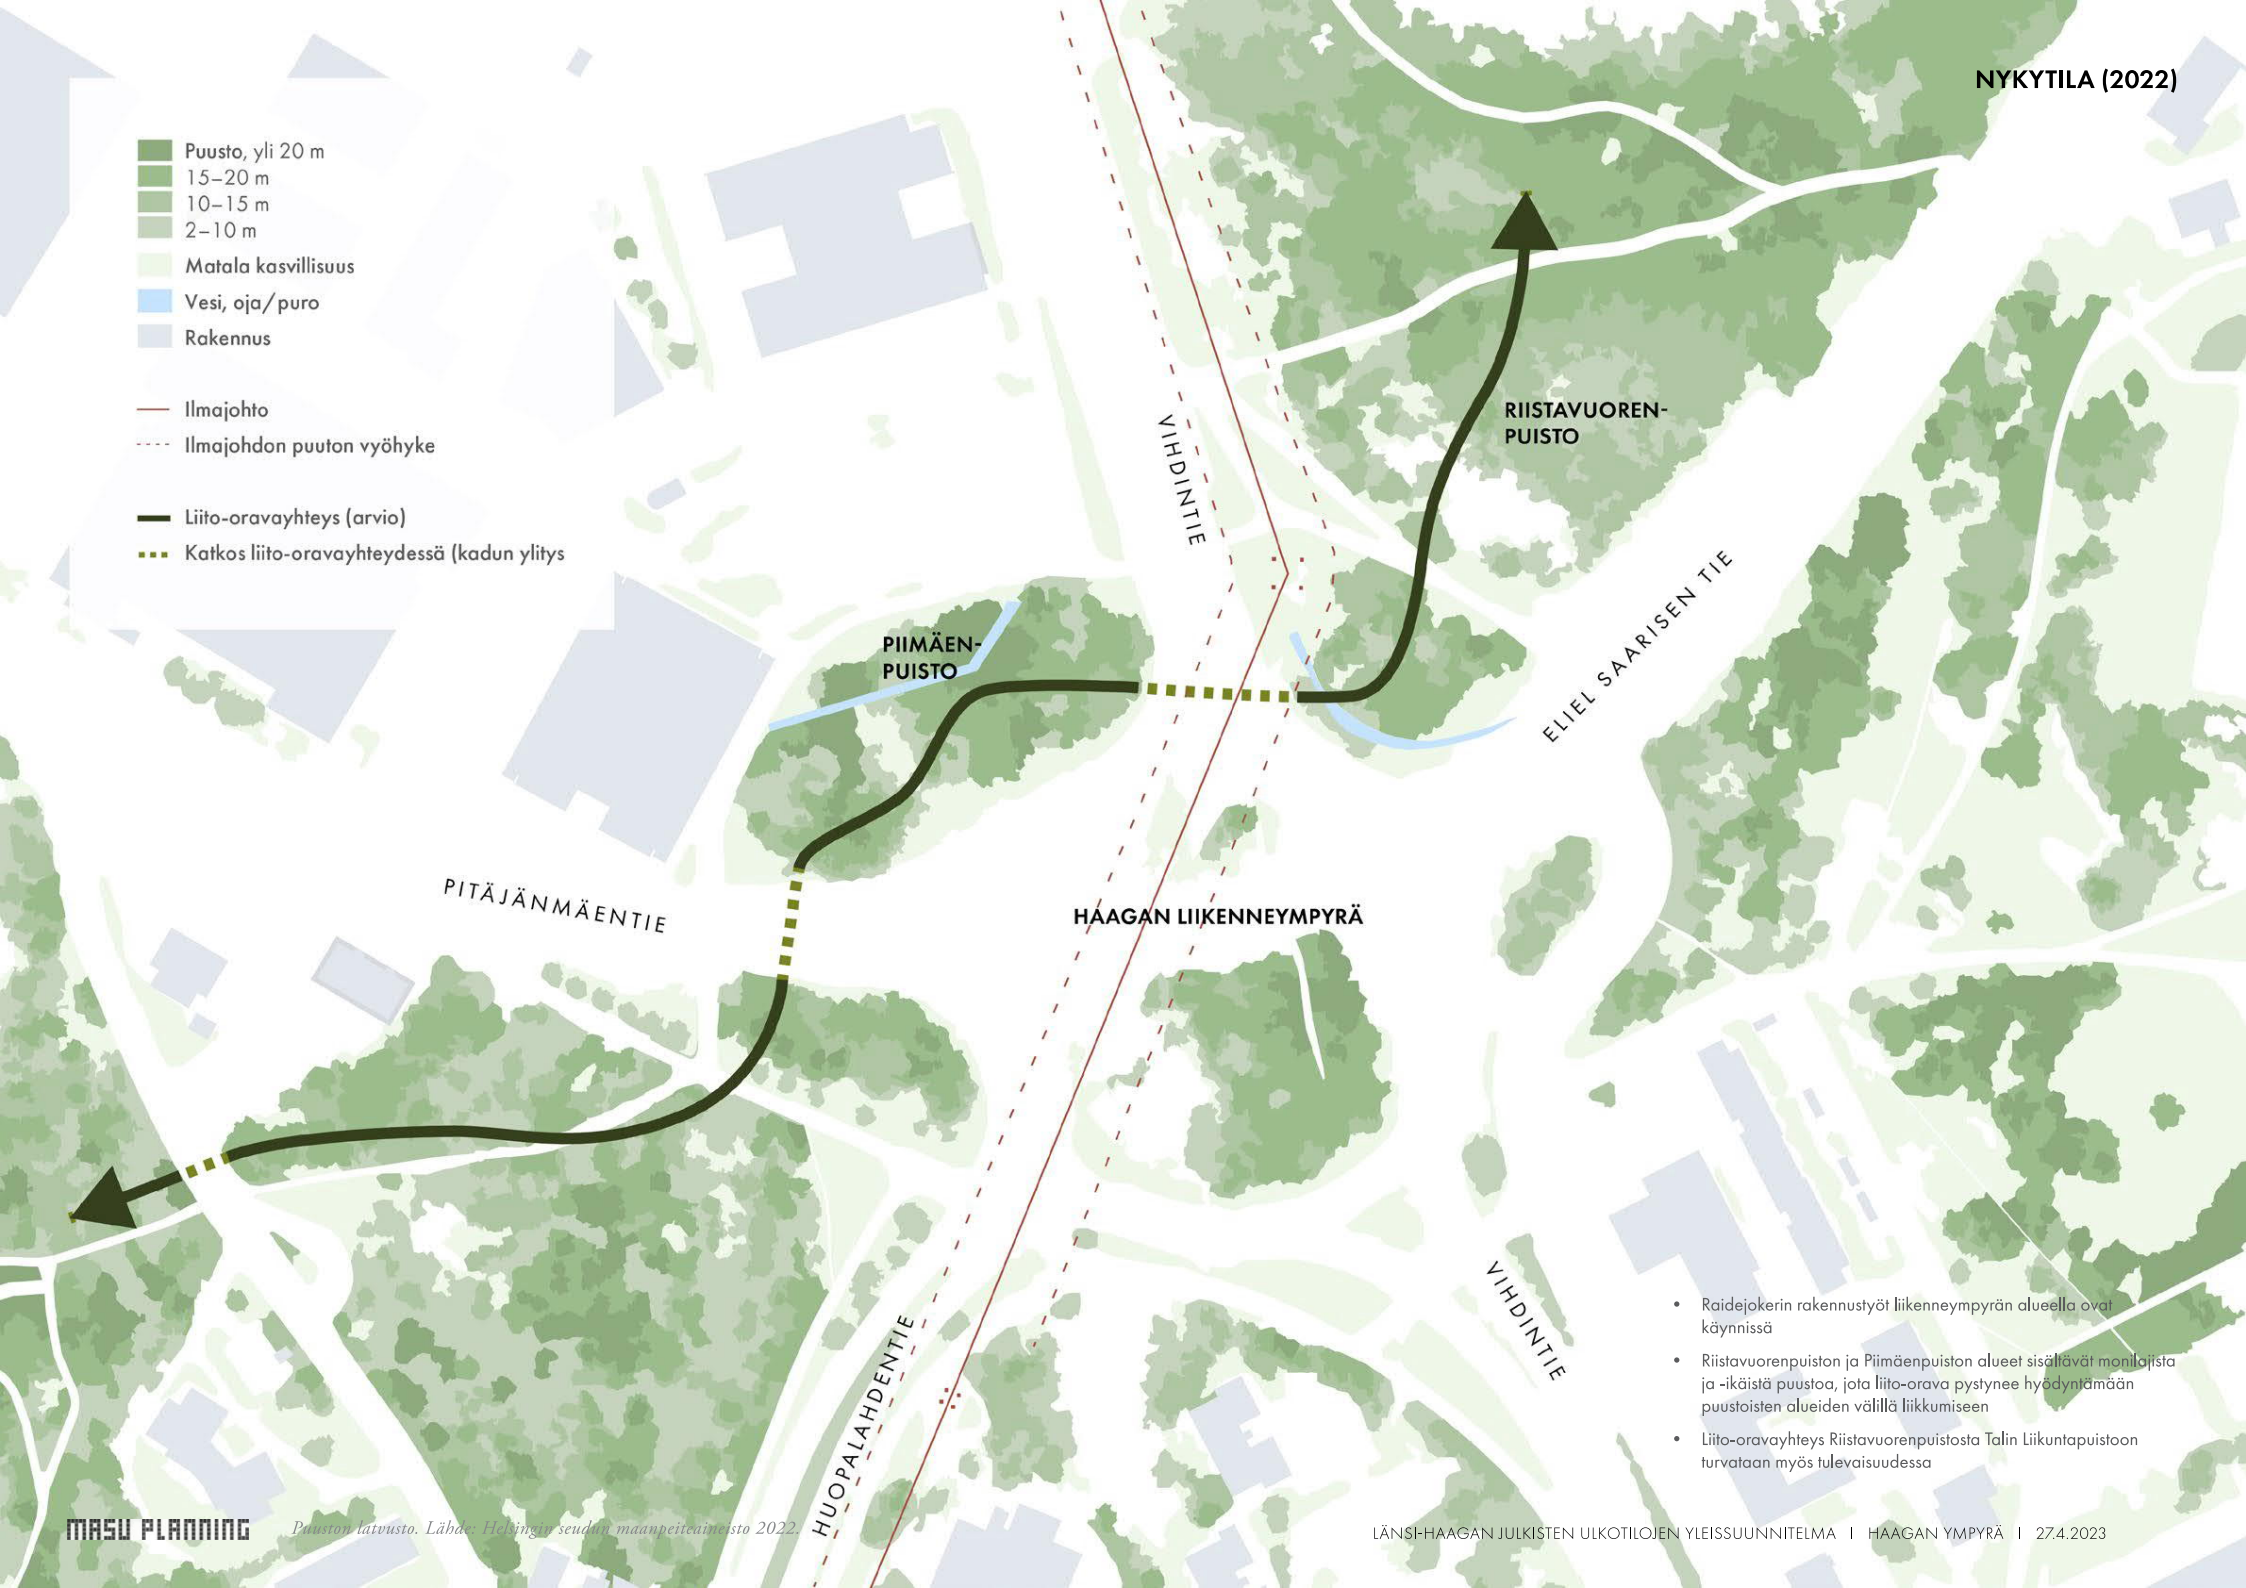 NYKYTILA (2022)
Puusto, yli 20 m
15–20 m
10–15 m
2–10 m
Matala kasvillisuus
Vesi, oja/puro
Rakennus
Ilmajohto
Ilmajohdon puuton vyöhyke
Liito-oravayhteys (arvio)
Katkos liito-oravayhteydessä (kadun ylitys
VIHDINTIE
RIISTAVUOREN-
PUISTO
ELIEL SAARISEN TIE
PIIMÄEN-
PUISTO
PITÄJÄNMÄENTIE
HAAGAN LIIKENNEYMPYRÄ
VIHDINTIE
HUOPALAHDENTIE
• Raidejokerin rakennustyöt liikenneympyrän alueella ovat
käynnissä
• Riistavuorenpuiston ja Piimäenpuiston alueet sisältävät monilajista
ja -ikäistä puustoa, jota liito-orava pystynee hyödyntämään
puustoisten alueiden välillä liikkumiseen
• Liito-oravayhteys Riistavuorenpuistosta Talin Liikuntapuistoon
turvataan myös tulevaisuudessa
MASU PLANNING
Puuston latvusto. Lähde: Helsingin seudun maanpeiteaineisto 2022.
LÄNSI-HAAGAN JULKISTEN ULKOTILOJEN YLEISSUUNNITELMA I HAAGAN YMPYRÄ I 27.4.2023